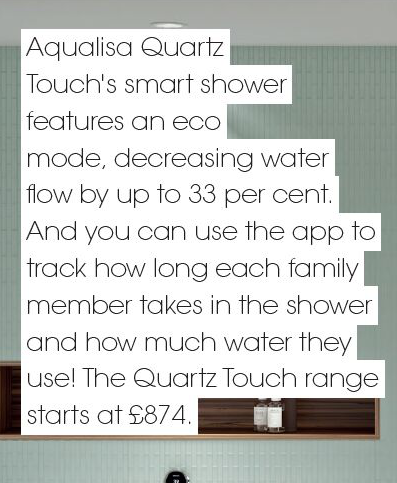 Aqualisa Quartz
Touch's smart shower
features an eco
mode, decreasing water
flow by up to 33 per cent.
And you can use the app to
track how long each family
member takes in the shower
and how much water they
use! The Quartz Touch range
starts at £874.